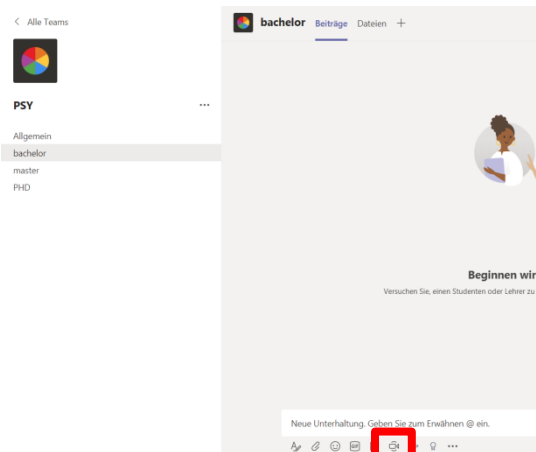 Alle Teams
PSY
Allgemein
bachelor
master
PHD
bachelor Beiträge Dateien +
Beginnen wir
Versuchen Sie, einen Studenten oder Lehrer zu
Neue Unterhaltung. Geben Sie zum Erwähnen @ ein.
GIF